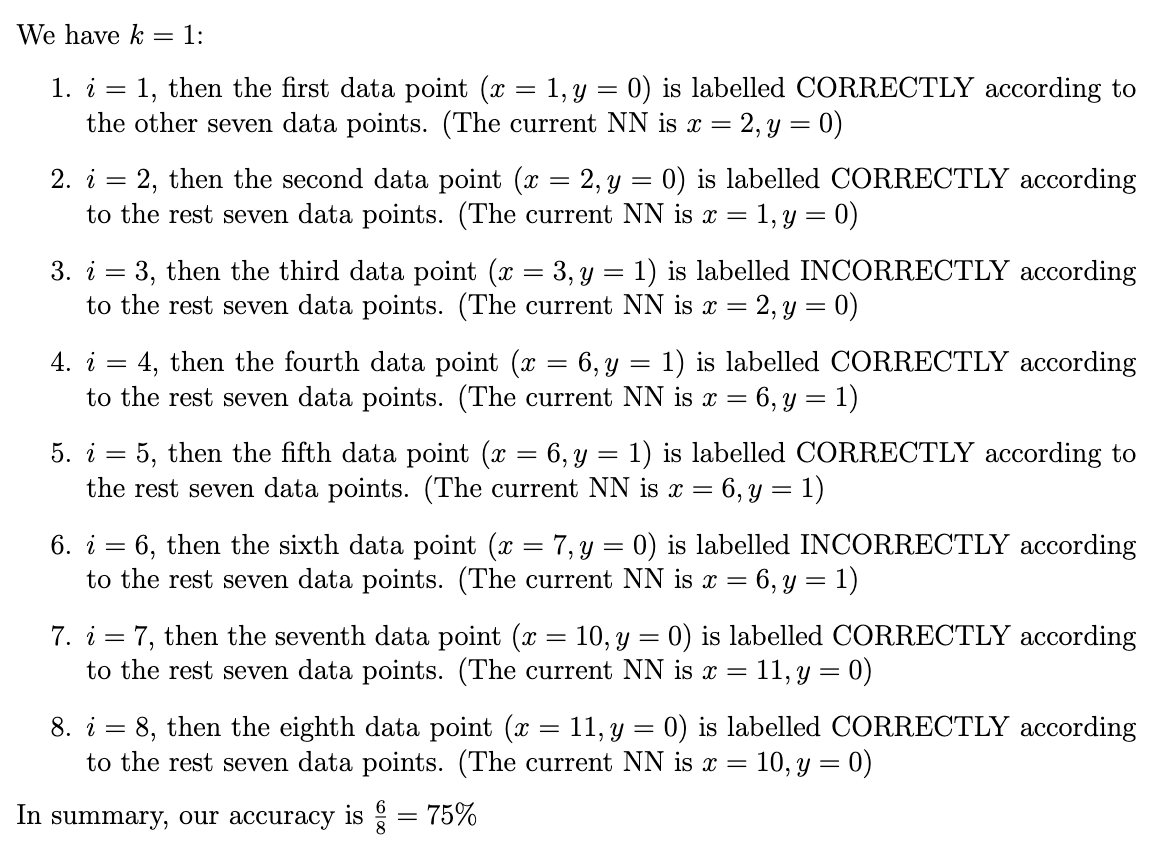 We have k = 1:
1. i = 1, then the first data point (x = 1, y = 0) is labelled CORRECTLY according to
the other seven data points. (The current NN is x = 2, y = 0)
2. i = 2, then the second data point (x = 2, y = 0) is labelled CORRECTLY according
to the rest seven data points. (The current NN is x = 1, y = 0)
3. i = 3, then the third data point (x = 3, y = 1) is labelled INCORRECTLY according
to the rest seven data points. (The current NN is x = 2, y = 0)
4. i = 4, then the fourth data point (x = 6, y = 1) is labelled CORRECTLY according
to the rest seven data points. (The current NN is x = 6, y = 1)
5. i = 5, then the fifth data point (x = 6, y = 1) is labelled CORRECTLY according to
the rest seven data points. (The current NN is x = 6, y = 1)
6. i = 6, then the sixth data point (x = 7, y = 0) is labelled INCORRECTLY according
to the rest seven data points. (The current NN is x = 6, y = 1)
7. i = 7, then the seventh data point (x = 10, y = 0) is labelled CORRECTLY according
to the rest seven data points. (The current NN is x = 11, y = 0)
8. i = 8, then the eighth data point (x = 11, y = 0) is labelled CORRECTLY according
to the rest seven data points. (The current NN is x = 10, y = 0)
In summary, our accuracy is 6/8 = 75%